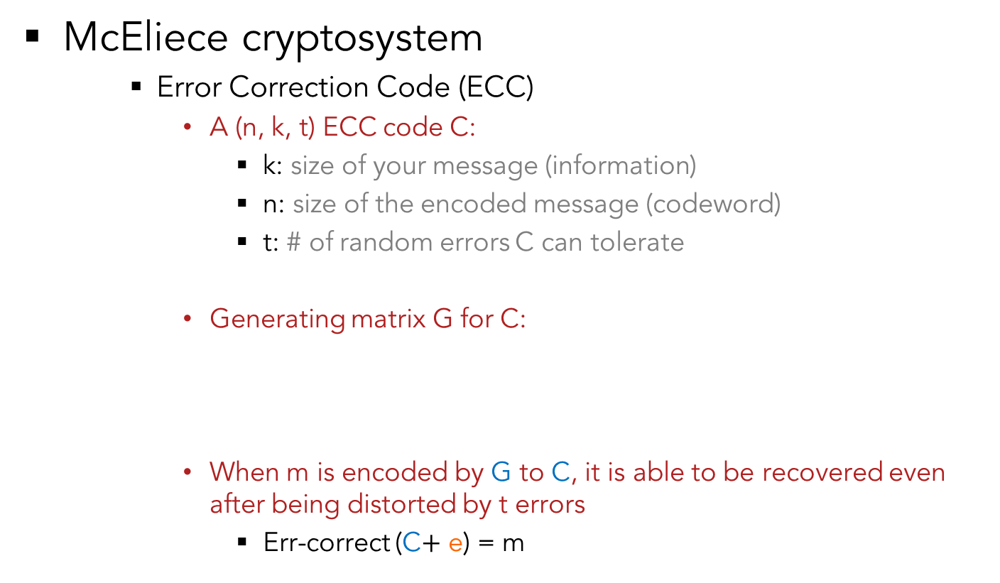 McEliece cryptosystem
Error Correction Code (ECC)
A (n, k, t) ECC code C:
k: size of your message (information)
n: size of the encoded message (codeword)
t: # of random errors C can tolerate
Generating matrix G for C:
When m is encoded by G to C, it is able to be recovered even
after being distorted by t errors
Err-correct (C+ e) = m